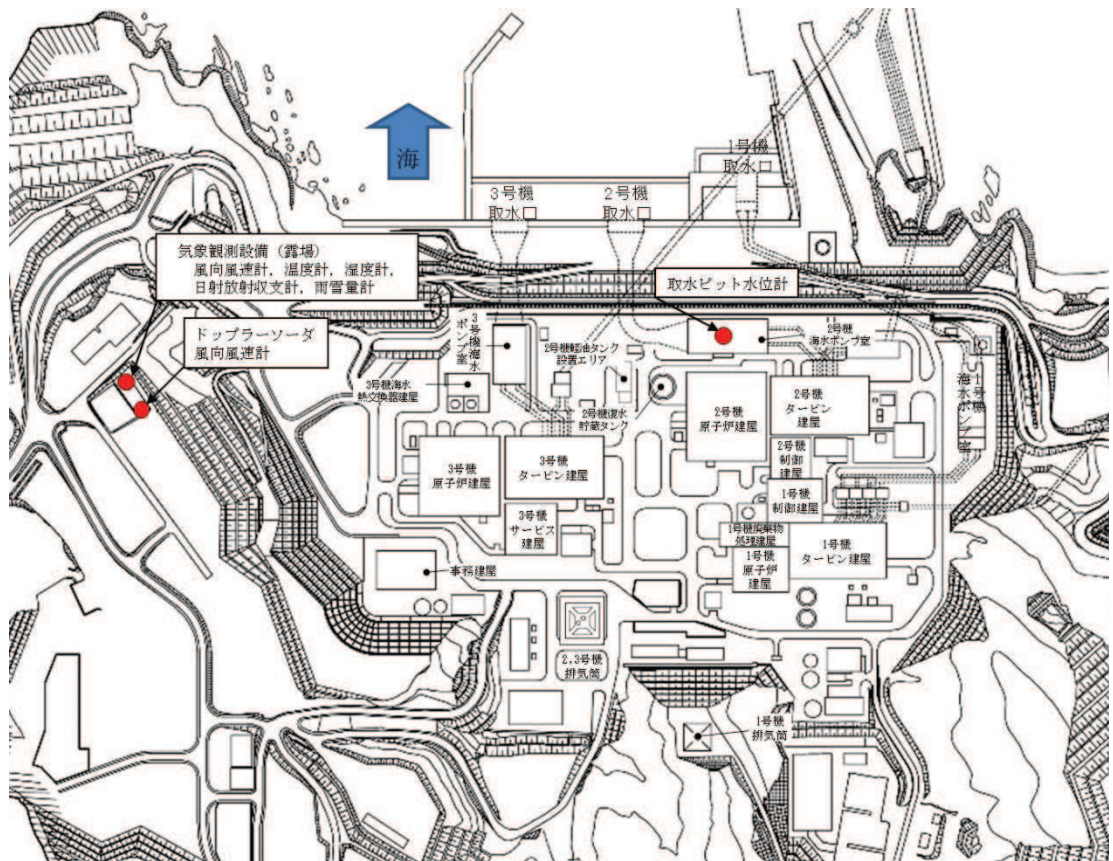 海
1号機
取水口
3号機
取水口
2号機
取水口
気象観測設備（露場）
風向風速計，温度計，湿度計，
日射放射収支計，雨雪量計
取水ピット水位計
ドップラーソーダ
風向風速計
3号機海水
ポンプ室
2号機軽油タンク
設置エリア
2号機
海水ポンプ室
3号機海水
熱交換器建屋
2号機復水
貯蔵タンク
1号機
海水ポンプ室
2号機
原子炉建屋
2号機
タービン建屋
3号機
原子炉建屋
3号機
タービン建屋
2号機
制御
建屋
1号機
制御建屋
3号機
サービス
建屋
1号機廃棄物
処理建屋
1号機
原子炉
建屋
1号機
タービン建屋
事務建屋
2,3号機
排気筒
1号機
排気筒